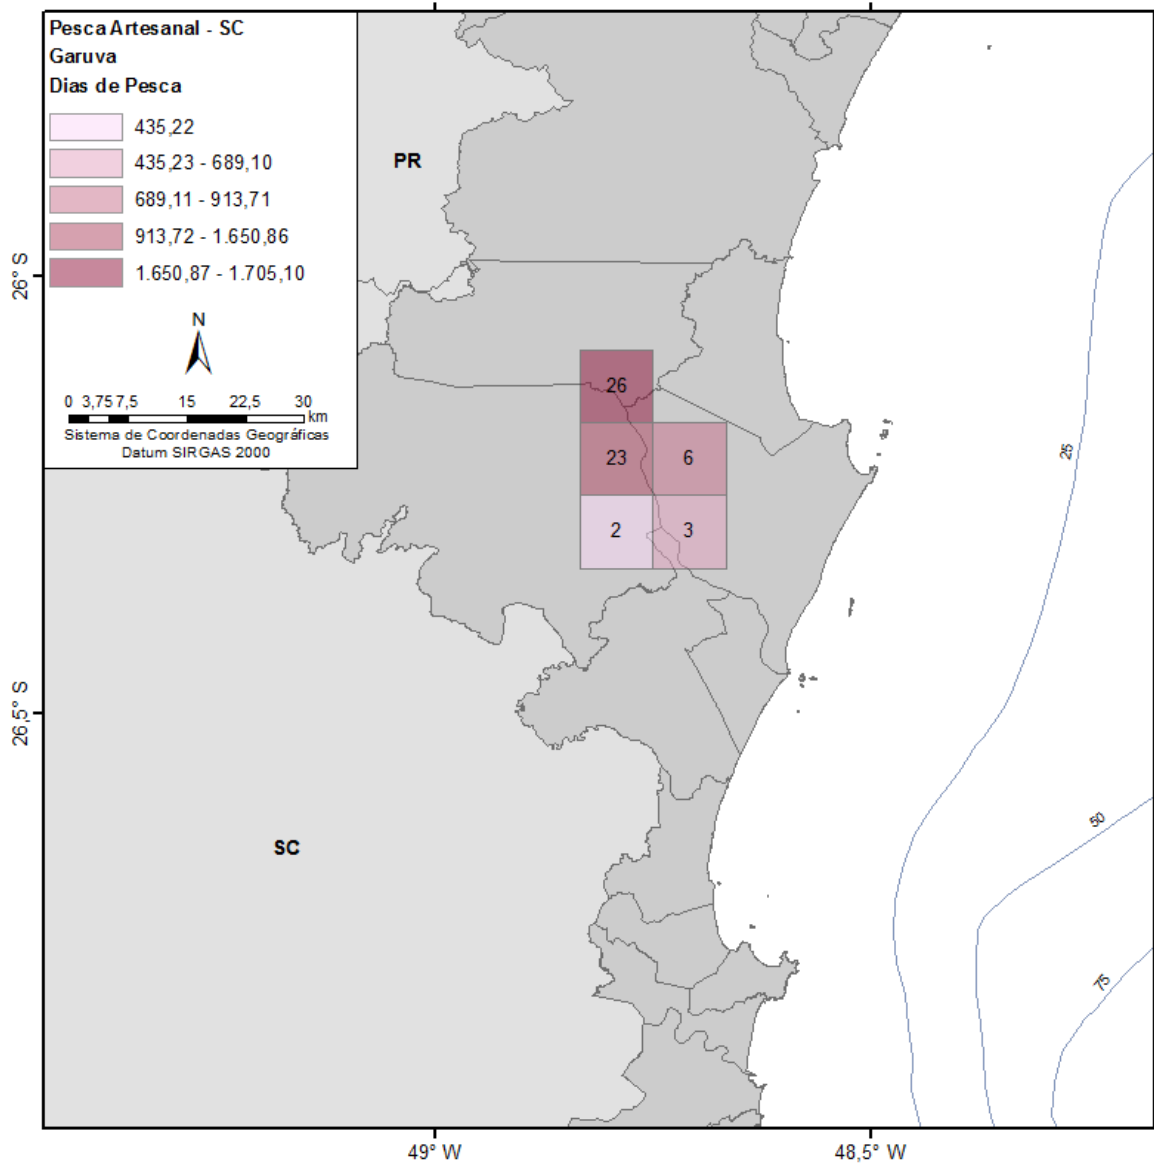 Pesca Artesanal - SC
Garuva
Dias de Pesca
435,22
435,23 - 689,10
689,11 - 913,71
913,72 - 1.650,86
1.650,87 - 1.705,10
N
0 3,75 7,5 15 22,5 30
km
Sistema de Coordenadas Geográficas
Datum SIRGAS 2000
PR
26° S
26
23 6
2 3
25
26,5° S
50
SC
75
49° W 48,5° W